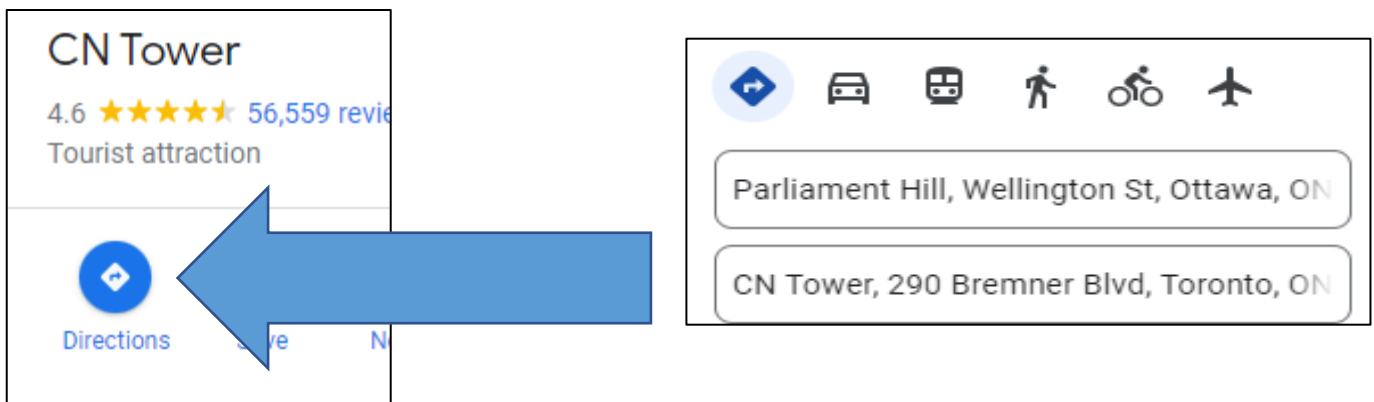 CN Tower
4.6 56,559
Tourist attraction
Directions
Parliament Hill, Wellington St, Ottawa, ON
CN Tower, 290 Bremner Blvd, Toronto, ON